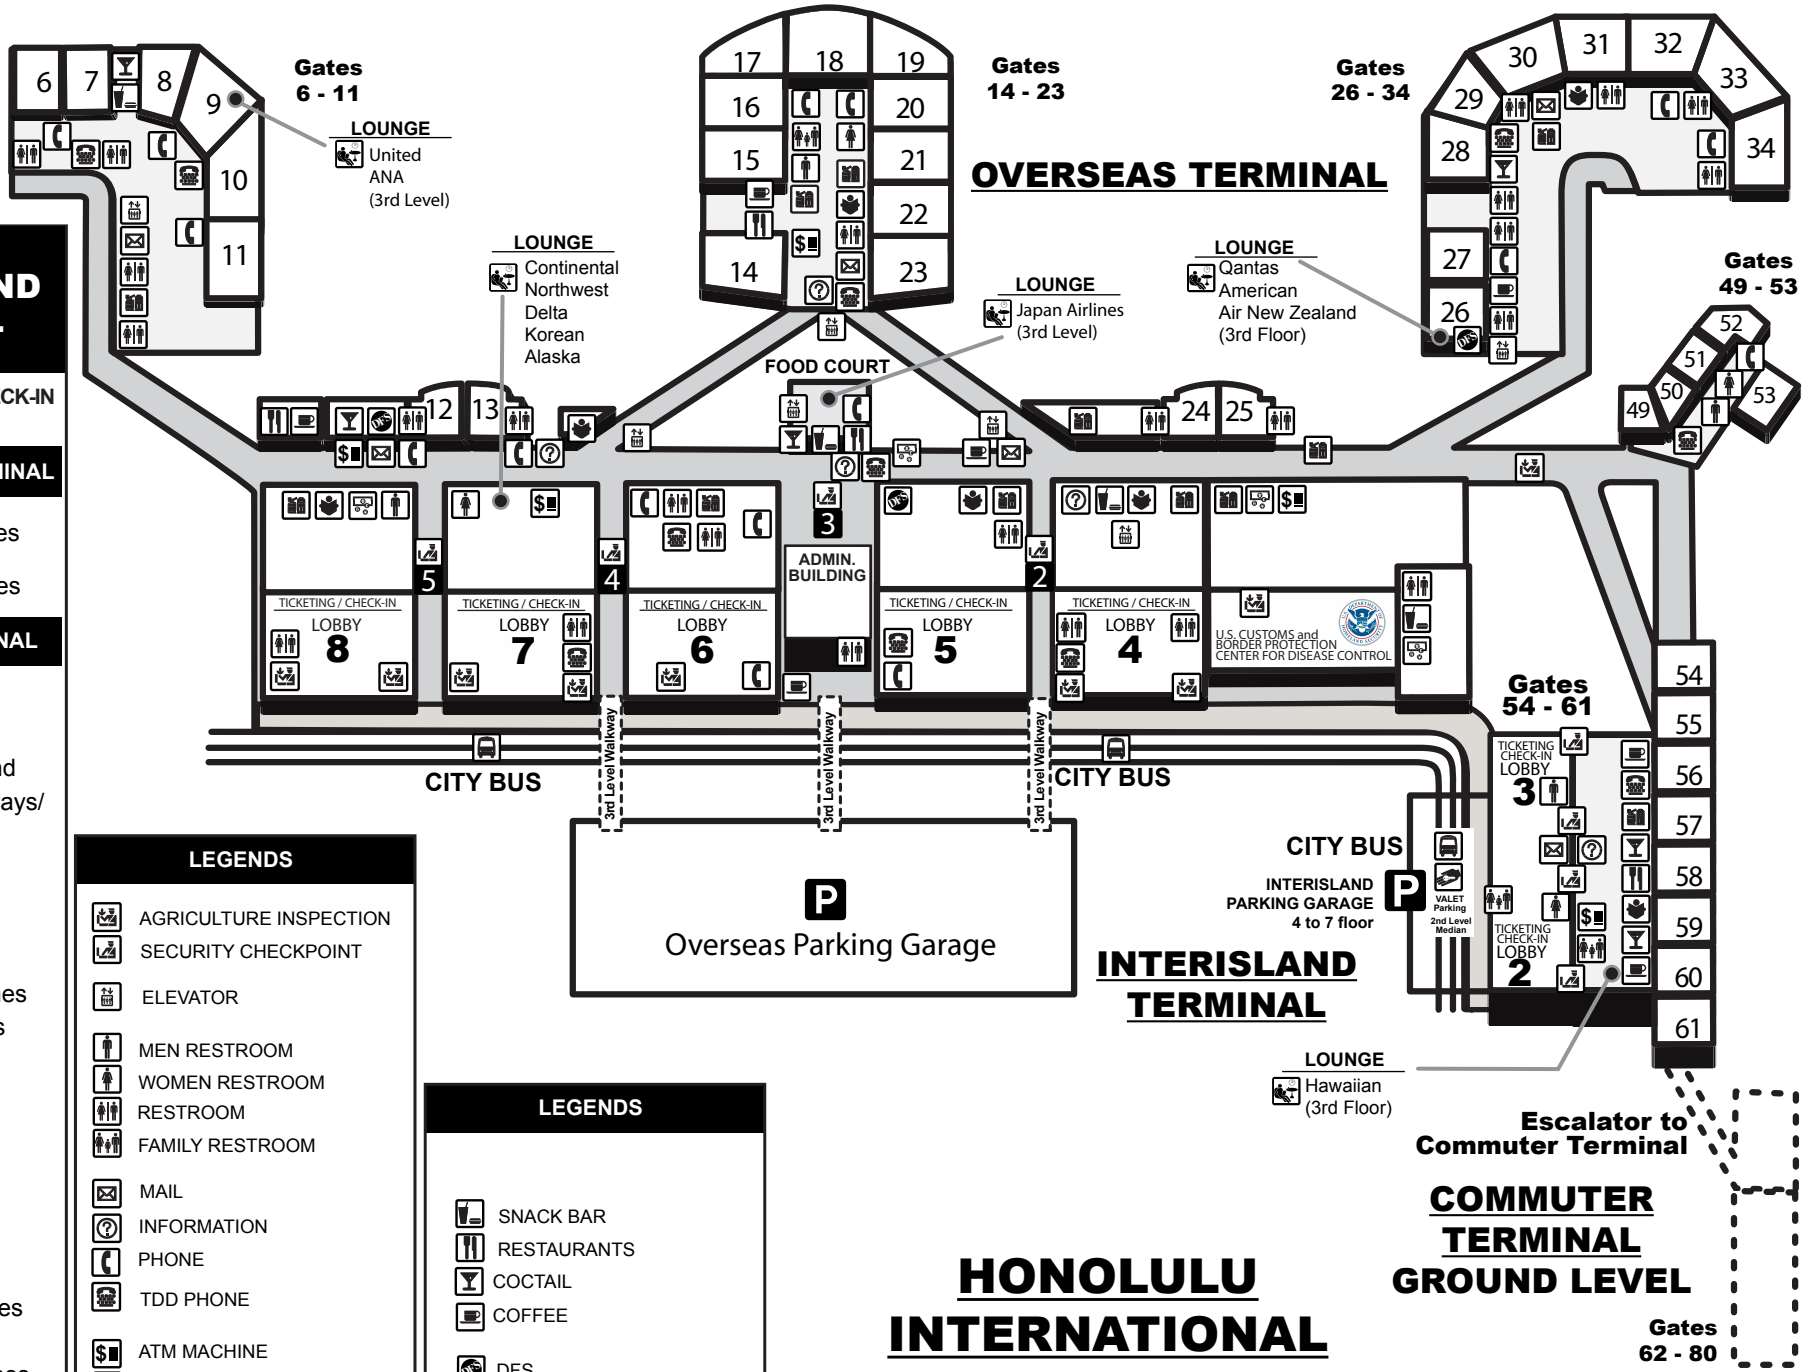 Gates
6 - 11
6
7
8
9
10
11
LOUNGE
United
ANA
(3rd Level)
17
18
19
16
20
15
21
22
14
23
Gates
14 - 23
OVERSEAS TERMINAL
Gates
26 - 34
30
31
32
29
33
28
34
27
26
DFS
LOUNGE
Continental
Northwest
Delta
Korean
Alaska
LOUNGE
Japan Airlines
(3rd Level)
LOUNGE
Qantas
American
Air New Zealand
(3rd Floor)
Gates
49 - 53
52
51
50
49
53
FOOD COURT
DFS
12
13
24
25
$
$
DFS
$
3
5
4
2
ADMIN.
BUILDING
TICKETING / CHECK-IN
LOBBY
8
TICKETING / CHECK-IN
LOBBY
7
TICKETING / CHECK-IN
LOBBY
6
TICKETING / CHECK-IN
LOBBY
5
TICKETING / CHECK-IN
LOBBY
4
U.S. CUSTOMS and
BORDER PROTECTION
CENTER FOR DISEASE CONTROL
3rd Level Walkway
3rd Level Walkway
3rd Level Walkway
CITY BUS
CITY BUS
P
Overseas Parking Garage
Gates
54 - 61
54
55
56
57
58
59
60
61
TICKETING
CHECK-IN
LOBBY
3
TICKETING
CHECK-IN
LOBBY
2
CITY BUS
INTERISLAND
PARKING GARAGE
4 to 7 floor
P
VALET
Parking
2nd Level
Median
INTERISLAND
TERMINAL
LOUNGE
Hawaiian
(3rd Floor)
Escalator to
Commuter Terminal
COMMUTER
TERMINAL
GROUND LEVEL
Gates
62 - 80
HONOLULU
INTERNATIONAL
LEGENDS
AGRICULTURE INSPECTION
SECURITY CHECKPOINT
ELEVATOR
MEN RESTROOM
WOMEN RESTROOM
RESTROOM
FAMILY RESTROOM
MAIL
INFORMATION
PHONE
TDD PHONE
ATM MACHINE
LEGENDS
SNACK BAR
RESTAURANTS
COCTAIL
COFFEE
DFS